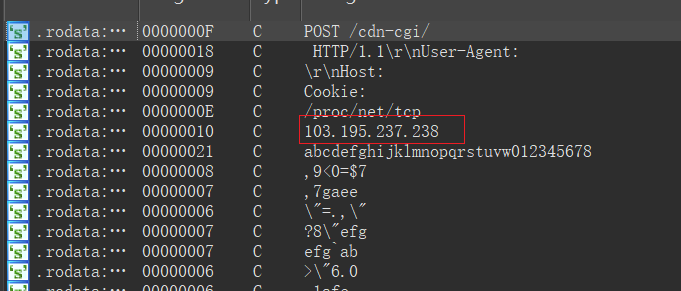 .rodata:… 0000000F C POST /cdn-cgi/
.rodata:… 00000018 C  HTTP/1.1\r\nUser-Agent:
.rodata:… 00000009 C \r\nHost:
.rodata:… 00000009 C Cookie:
.rodata:… 0000000E C /proc/net/tcp
.rodata:… 00000010 C 103.195.237.238
.rodata:… 00000021 C abcdefghijklmnopqrstuvw012345678
.rodata:… 00000008 C ,9<0=$7
.rodata:… 00000007 C ,7gaee
.rodata:… 00000006 C \"=.,\"
.rodata:… 00000007 C ?8\"efg
.rodata:… 00000007 C efg`ab
.rodata:… 00000006 C >\"6.0